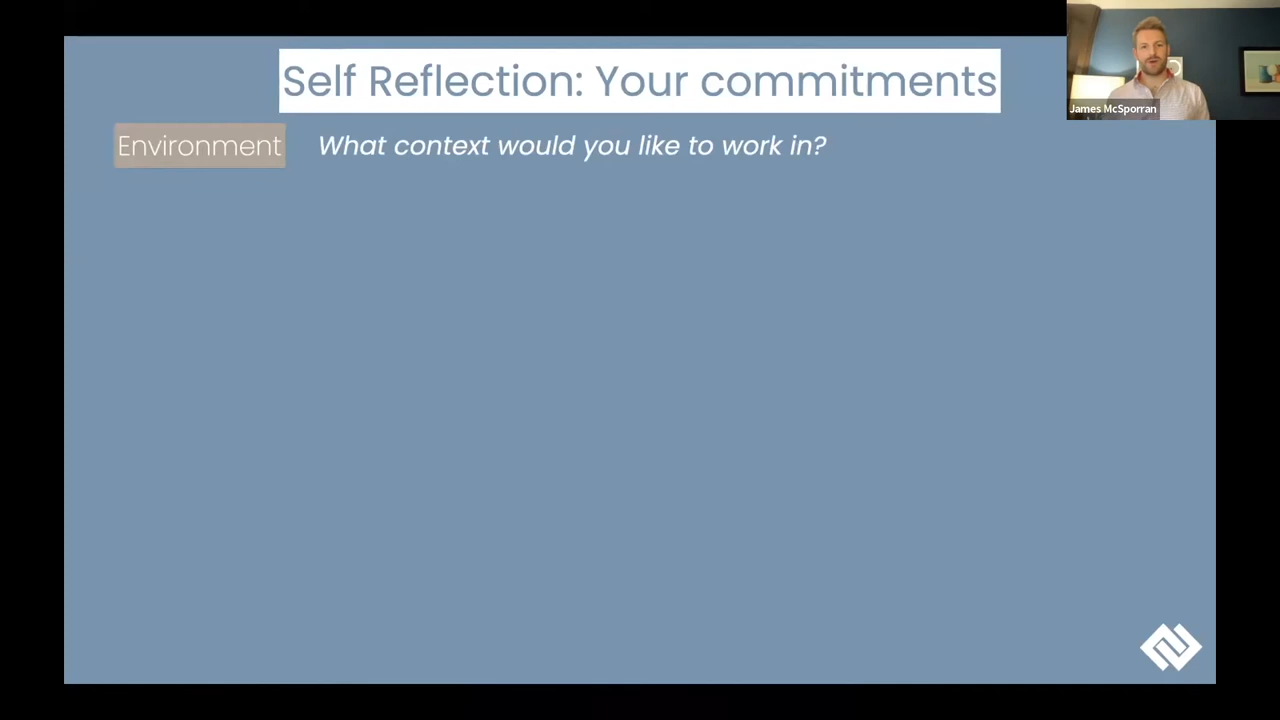 Self Reflection: Your commitments
James McSporran
Environment
What context would you like to work in?